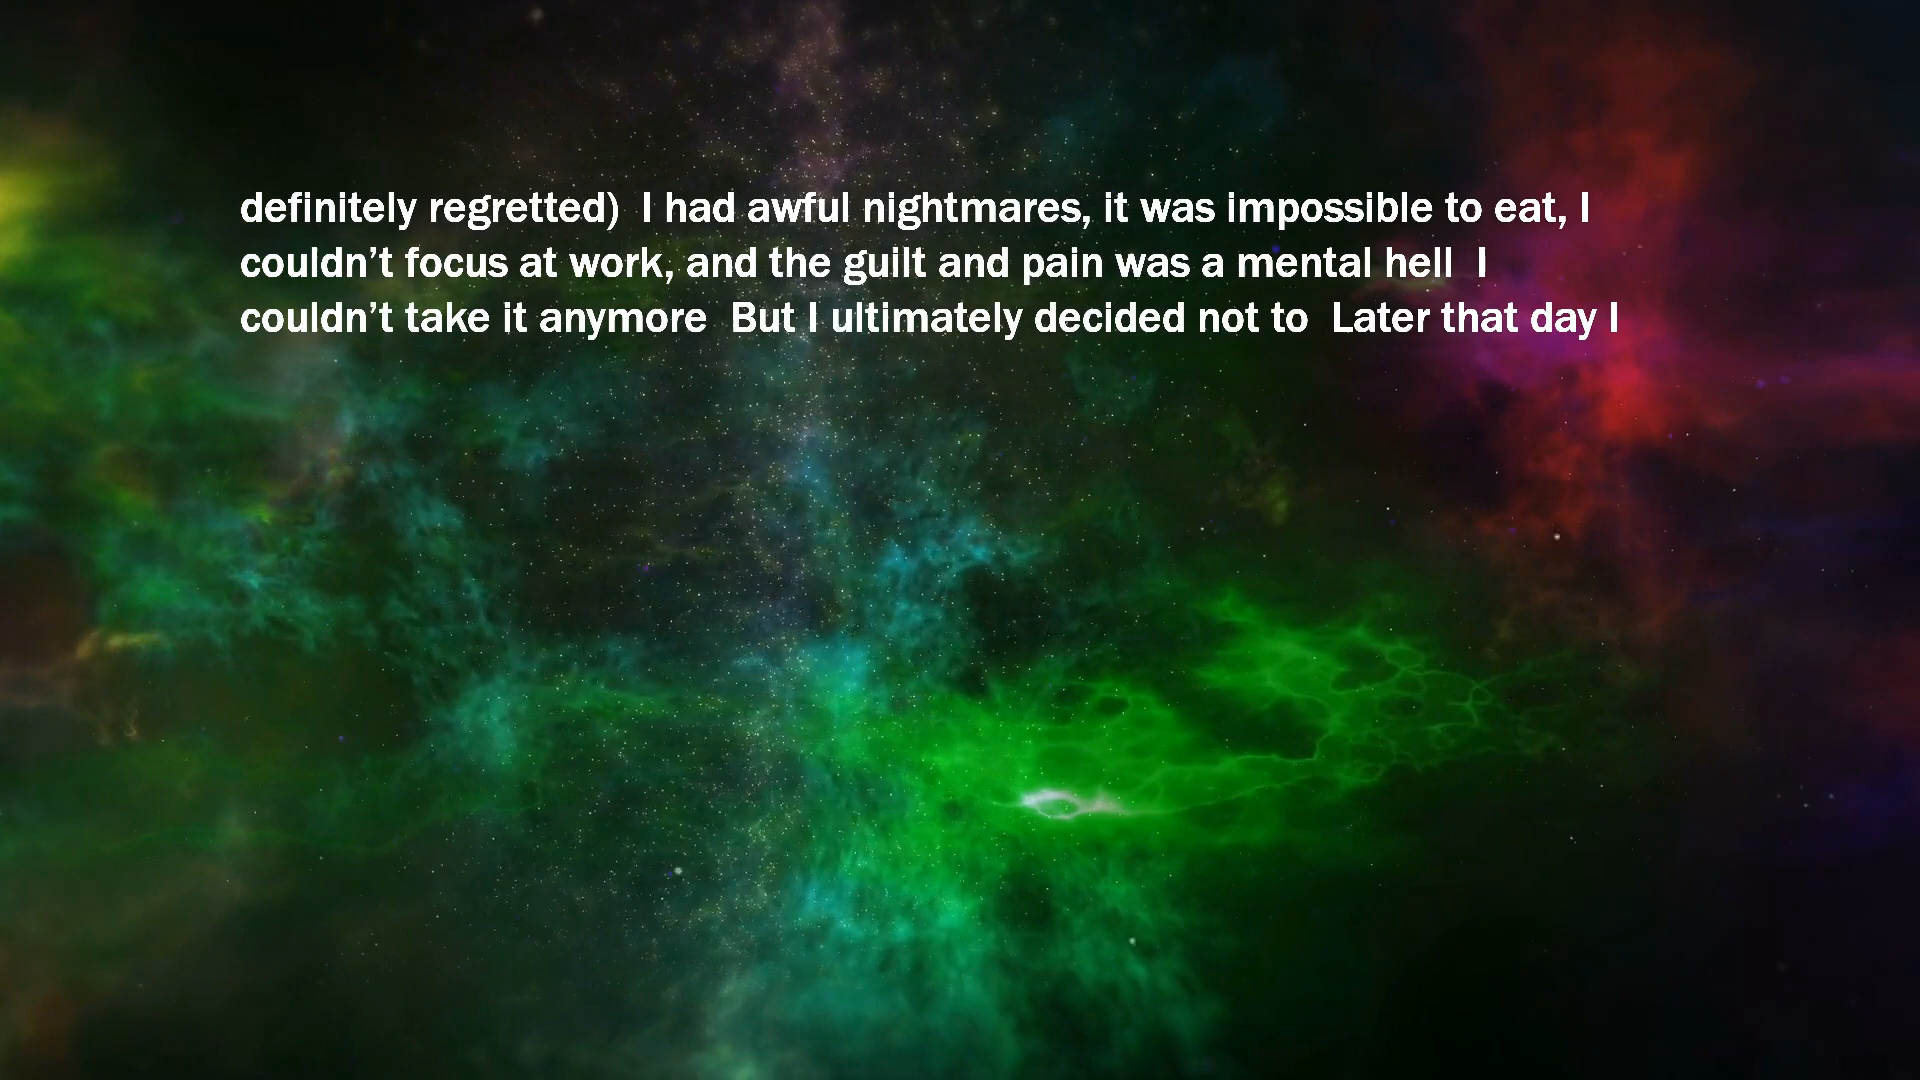 definitely regretted)  I had awful nightmares, it was impossible to eat, I
couldn’t focus at work, and the guilt and pain was a mental hell  I
couldn’t take it anymore  But I ultimately decided not to  Later that day I